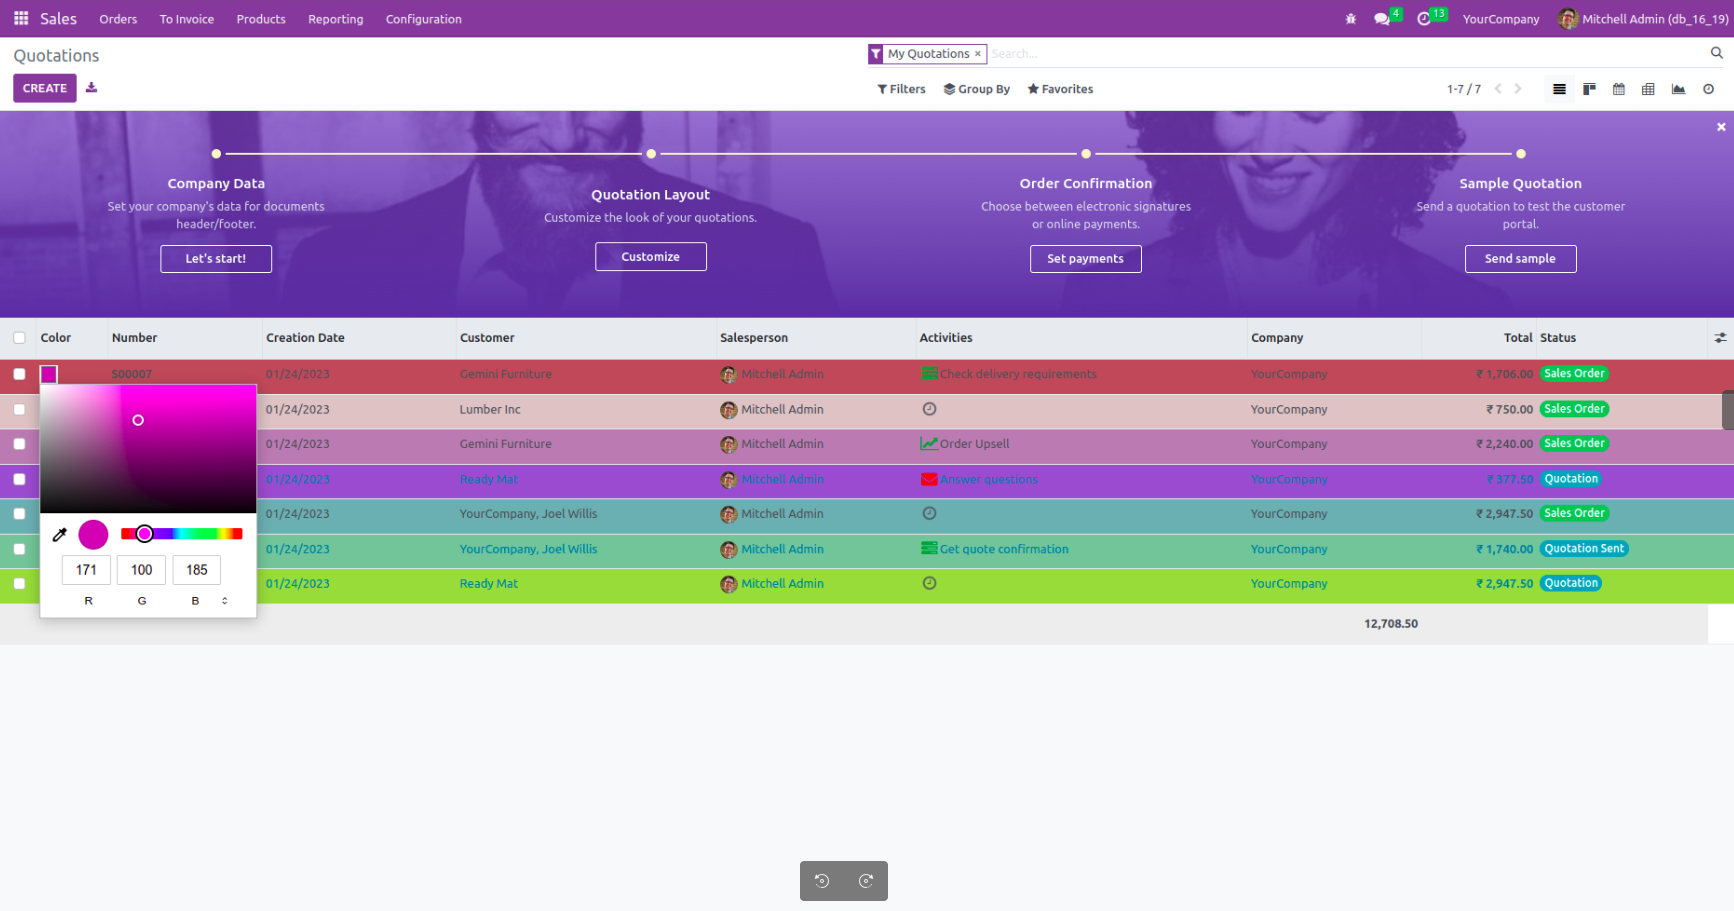 Sales Orders To Invoice Products Reporting Configuration 4 13 YourCompany Mitchell Admin (db_16_19)
Quotations My Quotations × Search...
CREATE Filters Group By Favorites 1-7 / 7
Company Data
Set your company's data for documents
header/footer.
Let's start!
Quotation Layout
Customize the look of your quotations.
Customize
Order Confirmation
Choose between electronic signatures
or online payments.
Set payments
Sample Quotation
Send a quotation to test the customer
portal.
Send sample
Color Number Creation Date Customer Salesperson Activities Company Total Status
S00007 01/24/2023 Gemini Furniture Mitchell Admin Check delivery requirements YourCompany ₹ 1,706.00 Sales Order
01/24/2023 Lumber Inc Mitchell Admin YourCompany ₹ 750.00 Sales Order
01/24/2023 Gemini Furniture Mitchell Admin Order Upsell YourCompany ₹ 2,240.00 Sales Order
01/24/2023 Ready Mat Mitchell Admin Answer questions YourCompany ₹ 377.50 Quotation
01/24/2023 YourCompany, Joel Willis Mitchell Admin YourCompany ₹ 2,947.50 Sales Order
01/24/2023 YourCompany, Joel Willis Mitchell Admin Get quote confirmation YourCompany ₹ 1,740.00 Quotation Sent
01/24/2023 Ready Mat Mitchell Admin YourCompany ₹ 2,947.50 Quotation
171 100 185
R G B
12,708.50